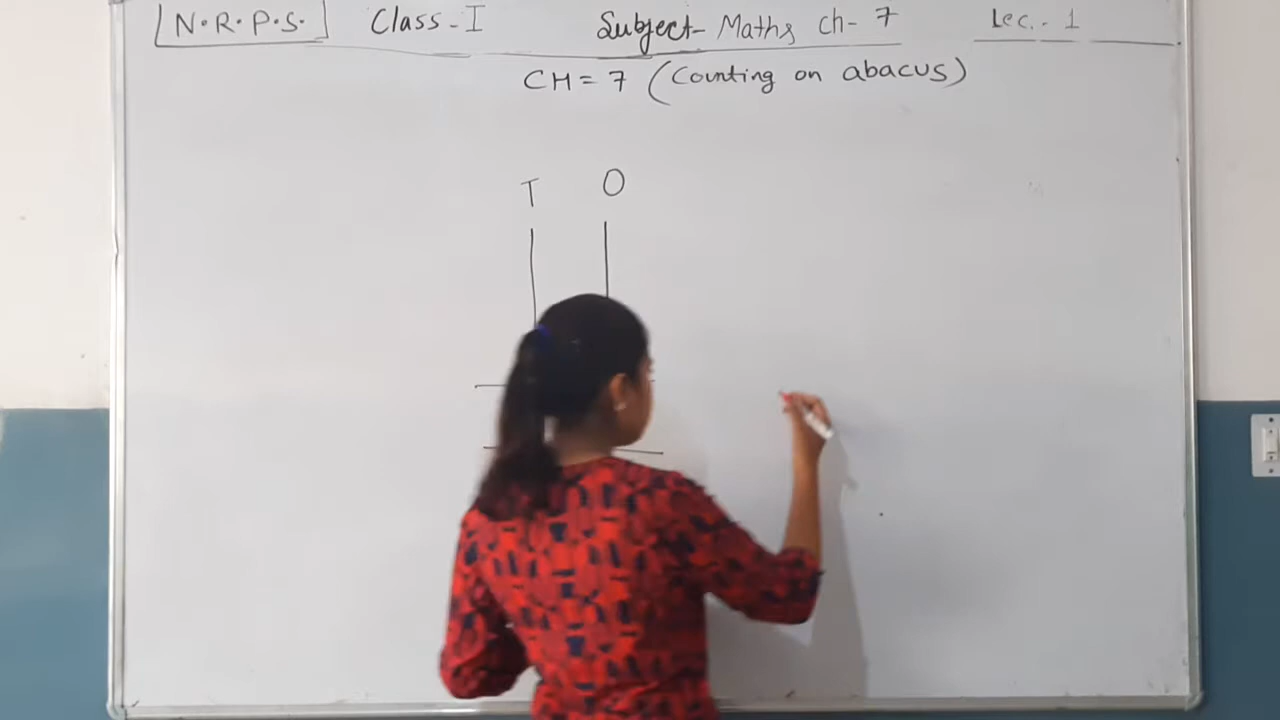 N.R.P.S. Class-I Subject- Maths ch- 7 Lec.- 1
CH = 7 (Counting on abacus)
T O